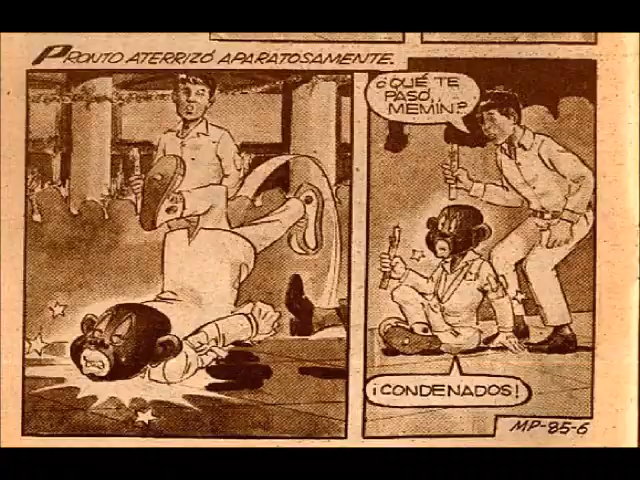 PRONTO ATERRIZÓ APARATOSAMENTE.
¿QUÉ TE
PASÓ,
MEMÍN?
¡CONDENADOS!
MP-85-6